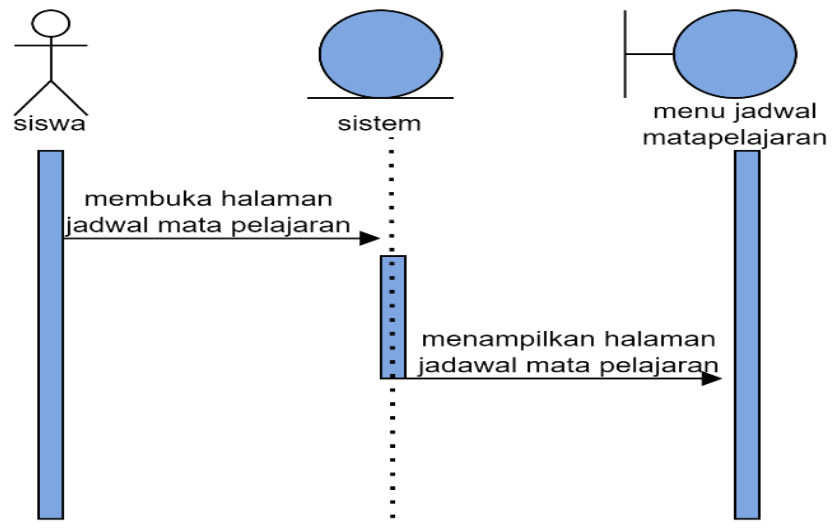 siswa
sistem
menu jadwal
matapelajaran
membuka halaman
jadwal mata pelajaran
menampilkan halaman
jadawal mata pelajaran